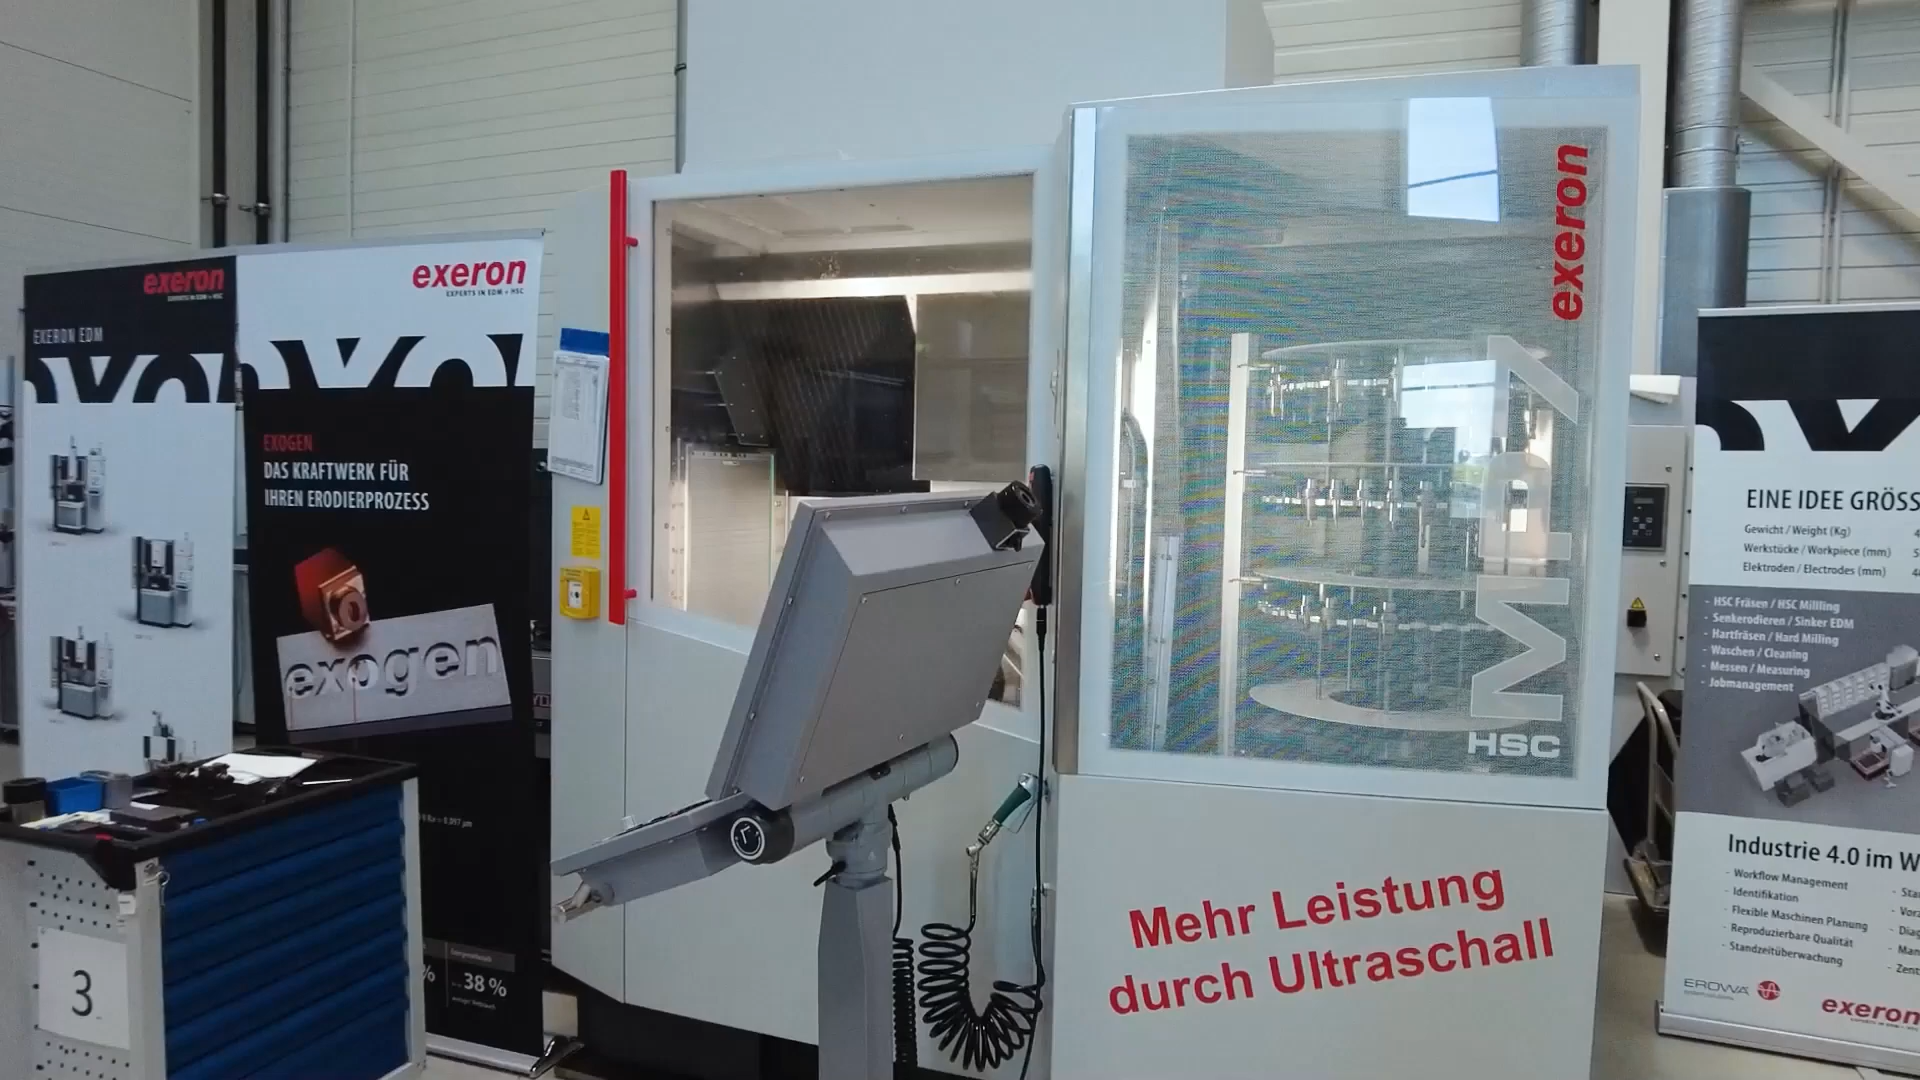 exeron
EXPERTS IN EDM + HSC
EXERON EDM
exeron
EXPERTS IN EDM + HSC
EXOGEN
DAS KRAFTWERK FÜR
IHREN ERODIERPROZESS
exogen
38 %
3
exeron
MP7
HSC
Mehr Leistung
durch Ultraschall
EINE IDEE GRÖSS
Gewicht / Weight (Kg)
Werkstücke / Workpiece (mm)
Elektroden / Electrodes (mm)
- HSC Fräsen / HSC Millling
- Senkerodieren / Sinker EDM
- Hartfräsen / Hard Milling
- Waschen / Cleaning
- Messen / Measuring
- Jobmanagement
Industrie 4.0 im W
- Workflow Management
- Identifikation
- Flexible Maschinen Planung
- Reproduzierbare Qualität
- Standzeitüberwachung
EROWA
system solutions
exeron